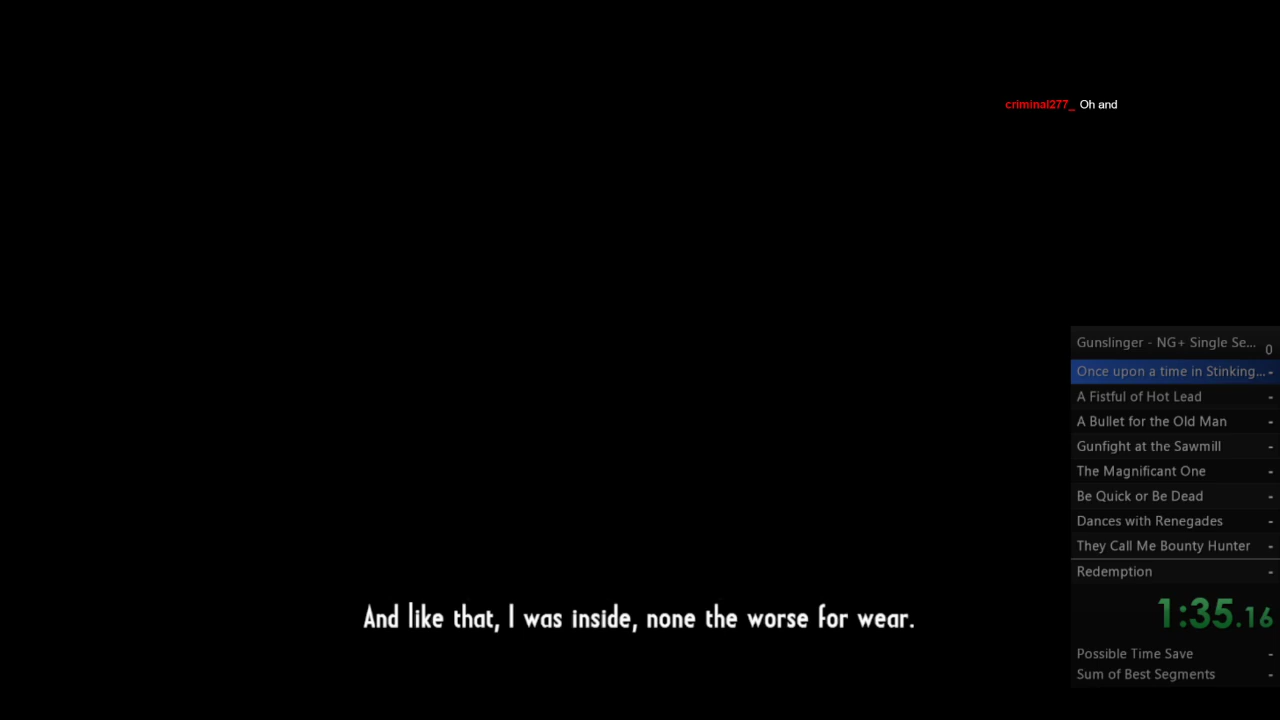 criminal277_ Oh and
Gunslinger - NG+ Single Se...
0
Once upon a time in Stinking... -
A Fistful of Hot Lead -
A Bullet for the Old Man -
Gunfight at the Sawmill -
The Magnificant One -
Be Quick or Be Dead -
Dances with Renegades -
They Call Me Bounty Hunter -
Redemption -
1:35.16
And like that, I was inside, none the worse for wear.
Possible Time Save -
Sum of Best Segments -